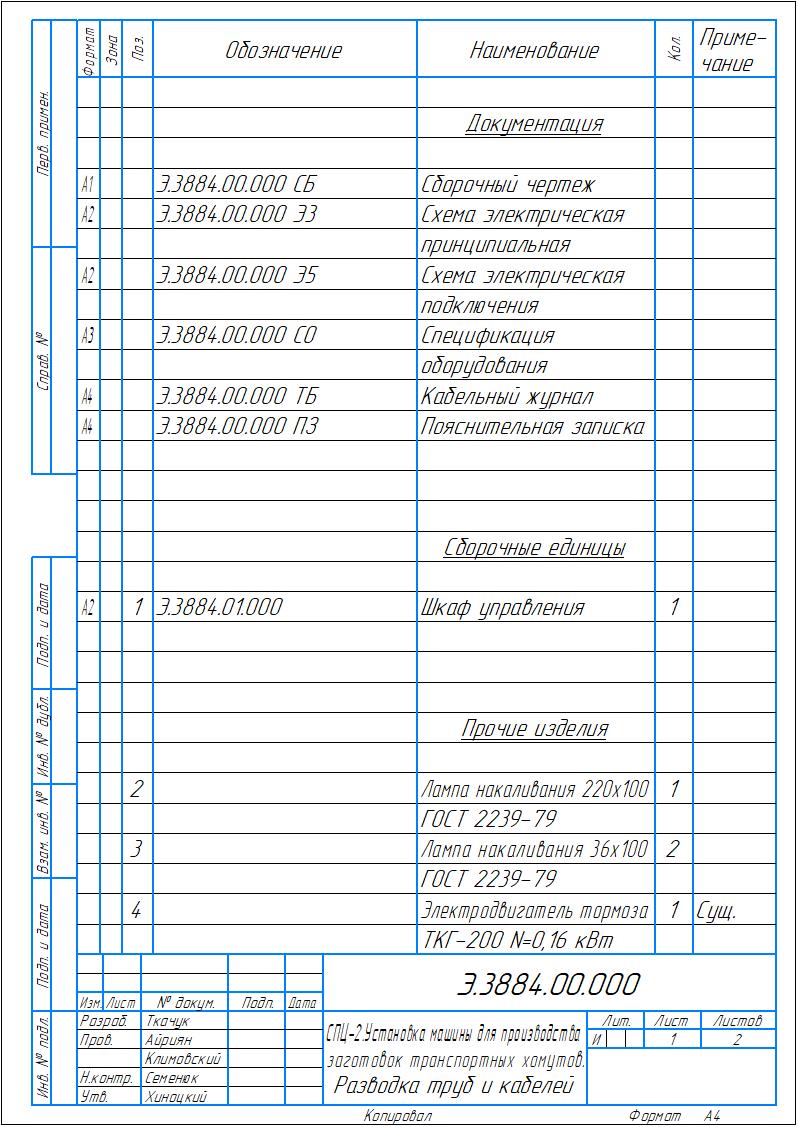 Формат Зона Поз. Обозначение Наименование Кол. Приме-
чание
Перв. примен.
Документация
А1 Э.3884.00.000 СБ Сборочный чертеж
А2 Э.3884.00.000 Э3 Схема электрическая
принципиальная
Справ. №
А2 Э.3884.00.000 Э5 Схема электрическая
подключения
А3 Э.3884.00.000 СО Спецификация
оборудования
А4 Э.3884.00.000 ТБ Кабельный журнал
А4 Э.3884.00.000 ПЗ Пояснительная записка
Сборочные единицы
Подп. и дата
А2 1 Э.3884.01.000 Шкаф управления 1
Инв. № дубл.
Прочие изделия
Взам. инв. №
2 Лампа накаливания 220х100 1
ГОСТ 2239-79
3 Лампа накаливания 36х100 2
ГОСТ 2239-79
Подп. и дата
4 Электродвигатель тормоза 1 Сущ.
ТКГ-200 N=0,16 кВт
Э.3884.00.000
Изм. Лист № докум. Подп. Дата
Инв. № подл.
Разраб. Ткачук
Пров. Айриян
Климовский
Н.контр. Семенюк
Утв. Хиноцкий
СПЦ-2.Установка машины для производства
заготовок транспортных хомутов.
Разводка труб и кабелей
Лит. Лист Листов
И 1 2
Копировал Формат А4